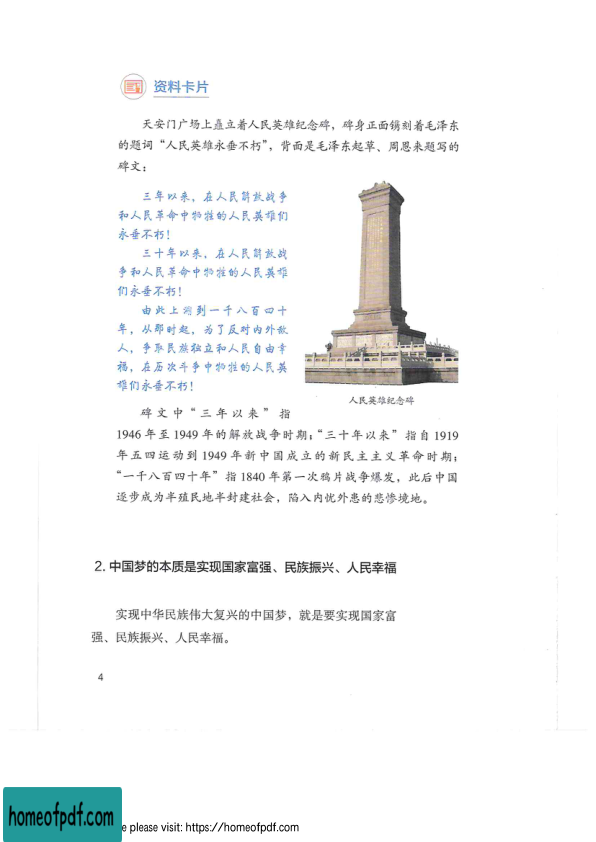 资料卡片
天安门广场上矗立着人民英雄纪念碑，碑身正面镌刻着毛泽东
的题词“人民英雄永垂不朽”，背面是毛泽东起草、周恩来题写的
碑文：
三年以来，在人民解放战争
和人民革命中牺牲的人民英雄们
永垂不朽！
三十年以来，在人民解放战
争和人民革命中牺牲的人民英雄
们永垂不朽！
由此上溯到一千八百四十
年，从那时起，为了反对内外敌
人，争取民族独立和人民自由幸
福，在历次斗争中牺牲的人民英
雄们永垂不朽！
人民英雄纪念碑
碑文中“三年以来”指
1946年至1949年的解放战争时期；“三十年以来”指自1919
年五四运动到1949年新中国成立的新民主主义革命时期；
“一千八百四十年”指1840年第一次鸦片战争爆发，此后中国
逐步成为半殖民地半封建社会，陷入内忧外患的悲惨境地。
2. 中国梦的本质是实现国家富强、民族振兴、人民幸福
实现中华民族伟大复兴的中国梦，就是要实现国家富
强、民族振兴、人民幸福。
4
homeofpdf.com
e please visit: https://homeofpdf.com